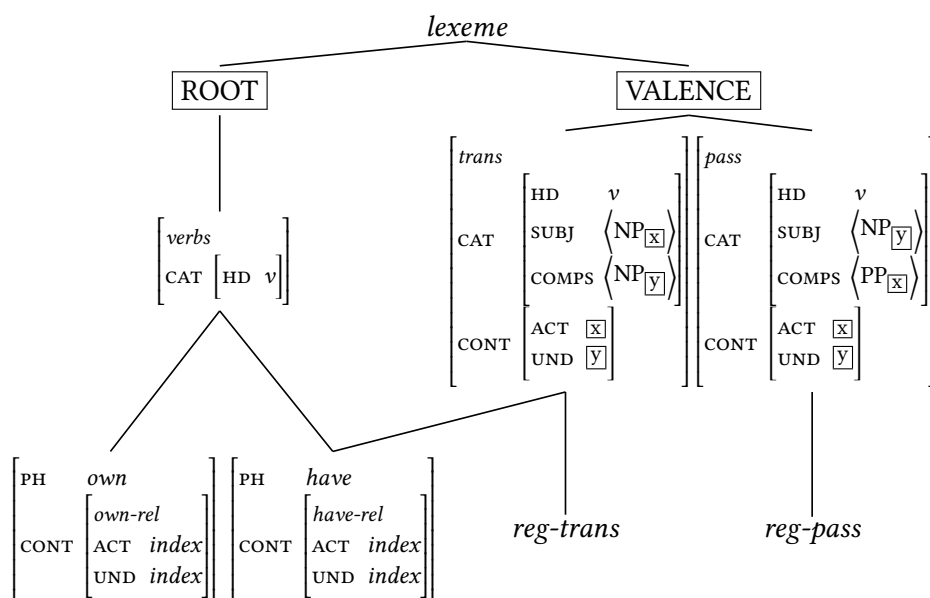 lexeme
ROOT VALENCE
verbs
CAT [HD v]
trans
CAT
HD v
SUBJ ⟨NP x⟩
COMPS ⟨NP y⟩
CONT
ACT x
UND y
pass
CAT
HD v
SUBJ ⟨NP y⟩
COMPS ⟨PP x⟩
CONT
ACT x
UND y
PH own
CONT
own-rel
ACT index
UND index
PH have
CONT
have-rel
ACT index
UND index
reg-trans
reg-pass